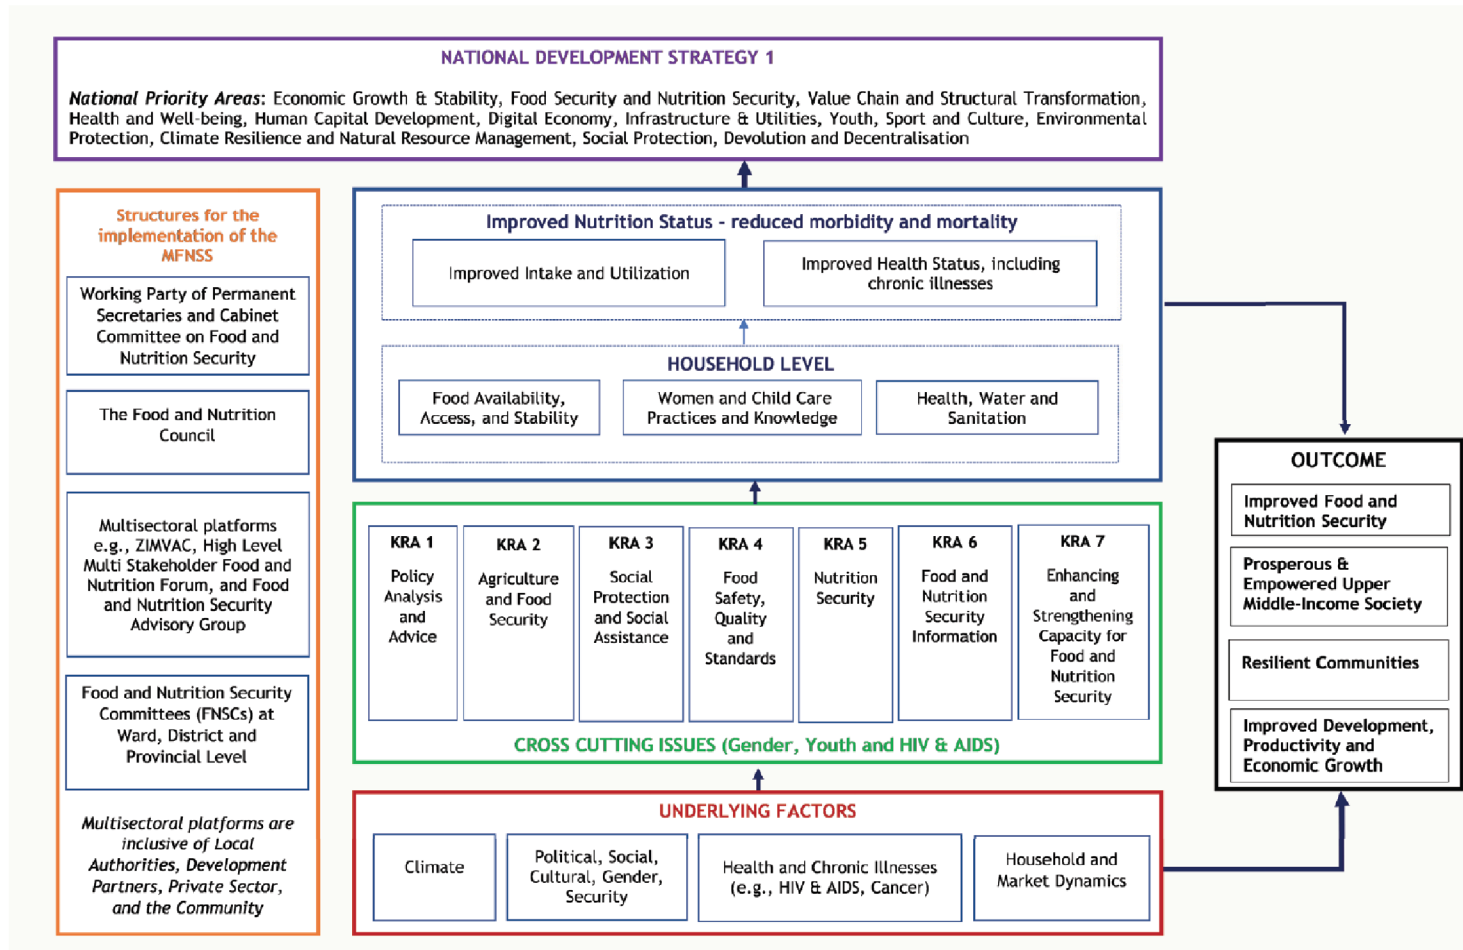 NATIONAL DEVELOPMENT STRATEGY 1
National Priority Areas: Economic Growth & Stability, Food Security and Nutrition Security, Value Chain and Structural Transformation,
Health and Well-being, Human Capital Development, Digital Economy, Infrastructure & Utilities, Youth, Sport and Culture, Environmental
Protection, Climate Resilience and Natural Resource Management, Social Protection, Devolution and Decentralisation
Structures for the
implementation of the
MFNSS
Working Party of Permanent
Secretaries and Cabinet
Committee on Food and
Nutrition Security
The Food and Nutrition
Council
Multisectoral platforms
e.g., ZIMVAC, High Level
Multi Stakeholder Food and
Nutrition Forum, and Food
and Nutrition Security
Advisory Group
Food and Nutrition Security
Committees (FNSCs) at
Ward, District and
Provincial Level
Multisectoral platforms are
inclusive of Local
Authorities, Development
Partners, Private Sector,
and the Community
Improved Nutrition Status - reduced morbidity and mortality
Improved Intake and Utilization
Improved Health Status, including
chronic illnesses
HOUSEHOLD LEVEL
Food Availability,
Access, and Stability
Women and Child Care
Practices and Knowledge
Health, Water and
Sanitation
KRA 1
Policy
Analysis
and
Advice
KRA 2
Agriculture
and Food
Security
KRA 3
Social
Protection
and Social
Assistance
KRA 4
Food
Safety,
Quality
and
Standards
KRA 5
Nutrition
Security
KRA 6
Food and
Nutrition
Security
Information
KRA 7
Enhancing
and
Strengthening
Capacity for
Food and
Nutrition
Security
CROSS CUTTING ISSUES (Gender, Youth and HIV & AIDS)
UNDERLYING FACTORS
Climate
Political, Social,
Cultural, Gender,
Security
Health and Chronic Illnesses
(e.g., HIV & AIDS, Cancer)
Household and
Market Dynamics
OUTCOME
Improved Food and
Nutrition Security
Prosperous &
Empowered Upper
Middle-Income Society
Resilient Communities
Improved Development,
Productivity and
Economic Growth